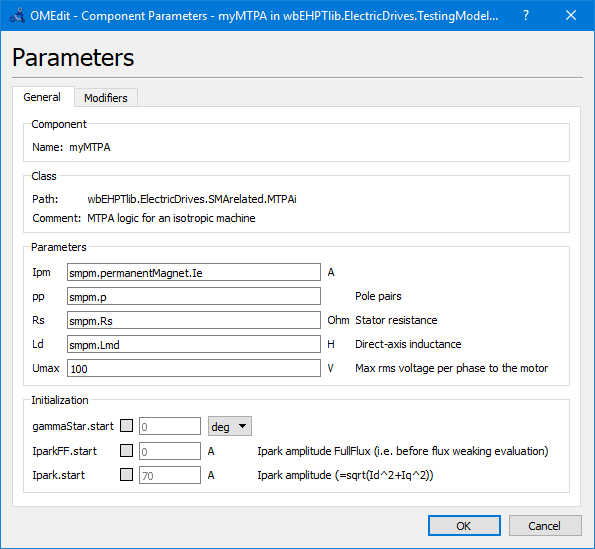 OMEdit - Component Parameters - myMTPA in wbEHPTlib.ElectricDrives.TestingModel... ?
Parameters
General Modifiers
Component
Name: myMTPA
Class
Path: wbEHPTlib.ElectricDrives.SMArelated.MTPAi
Comment: MTPA logic for an isotropic machine
Parameters
Ipm smpm.permanentMagnet.Ie A
pp smpm.p Pole pairs
Rs smpm.Rs Ohm Stator resistance
Ld smpm.Lmd H Direct-axis inductance
Umax 100 V Max rms voltage per phase to the motor
Initialization
gammaStar.start 0 deg
IparkFF.start 0 A Ipark amplitude FullFlux (i.e. before flux weaking evaluation)
Ipark.start 70 A Ipark amplitude (=sqrt(Id^2+Iq^2))
OK Cancel